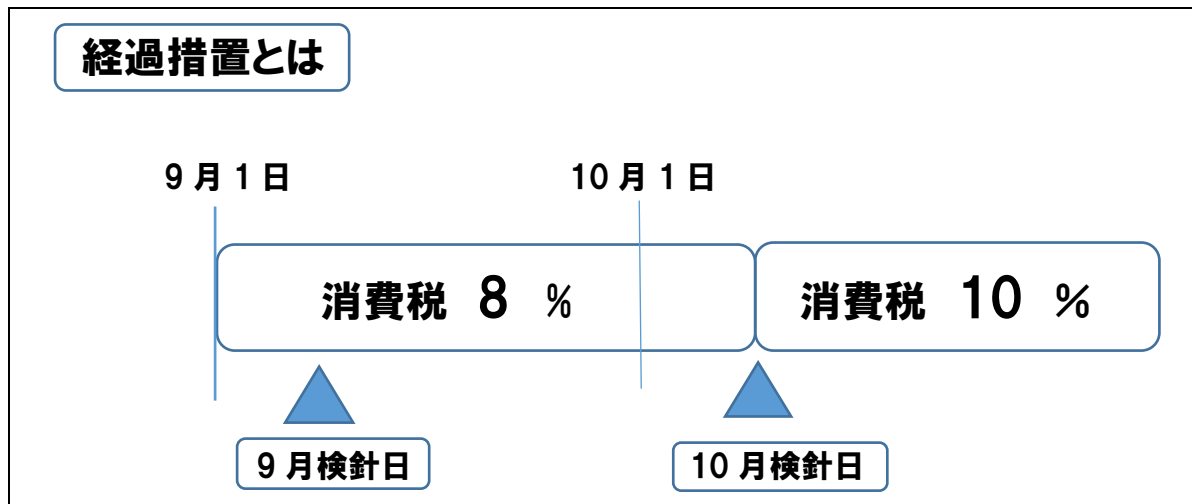 経過措置とは
9月1日
10月1日
消費税 8 %
消費税 10 %
9月検針日
10月検針日